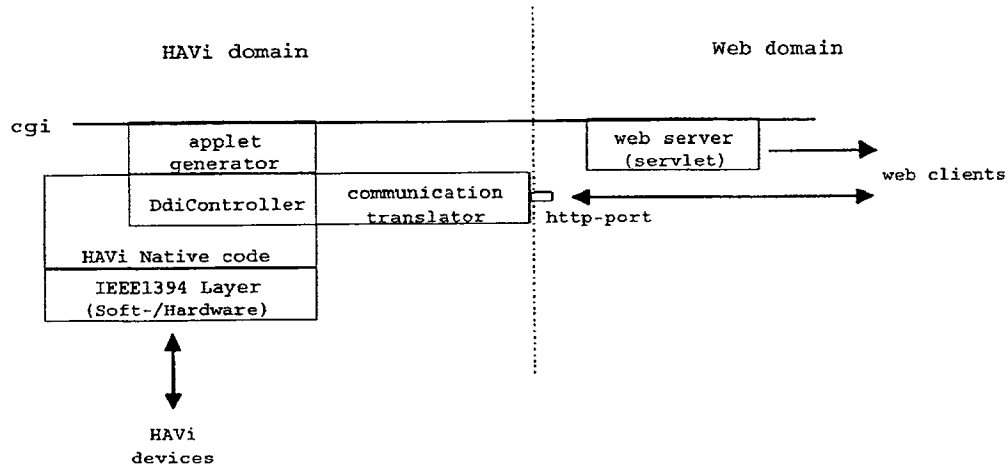 HAVi domain
Web domain
cgi
applet
generator
web server
(servlet)
web clients
DdiController
communication
translator
http-port
HAVi Native code
IEEE1394 Layer
(Soft-/Hardware)
HAVi
devices